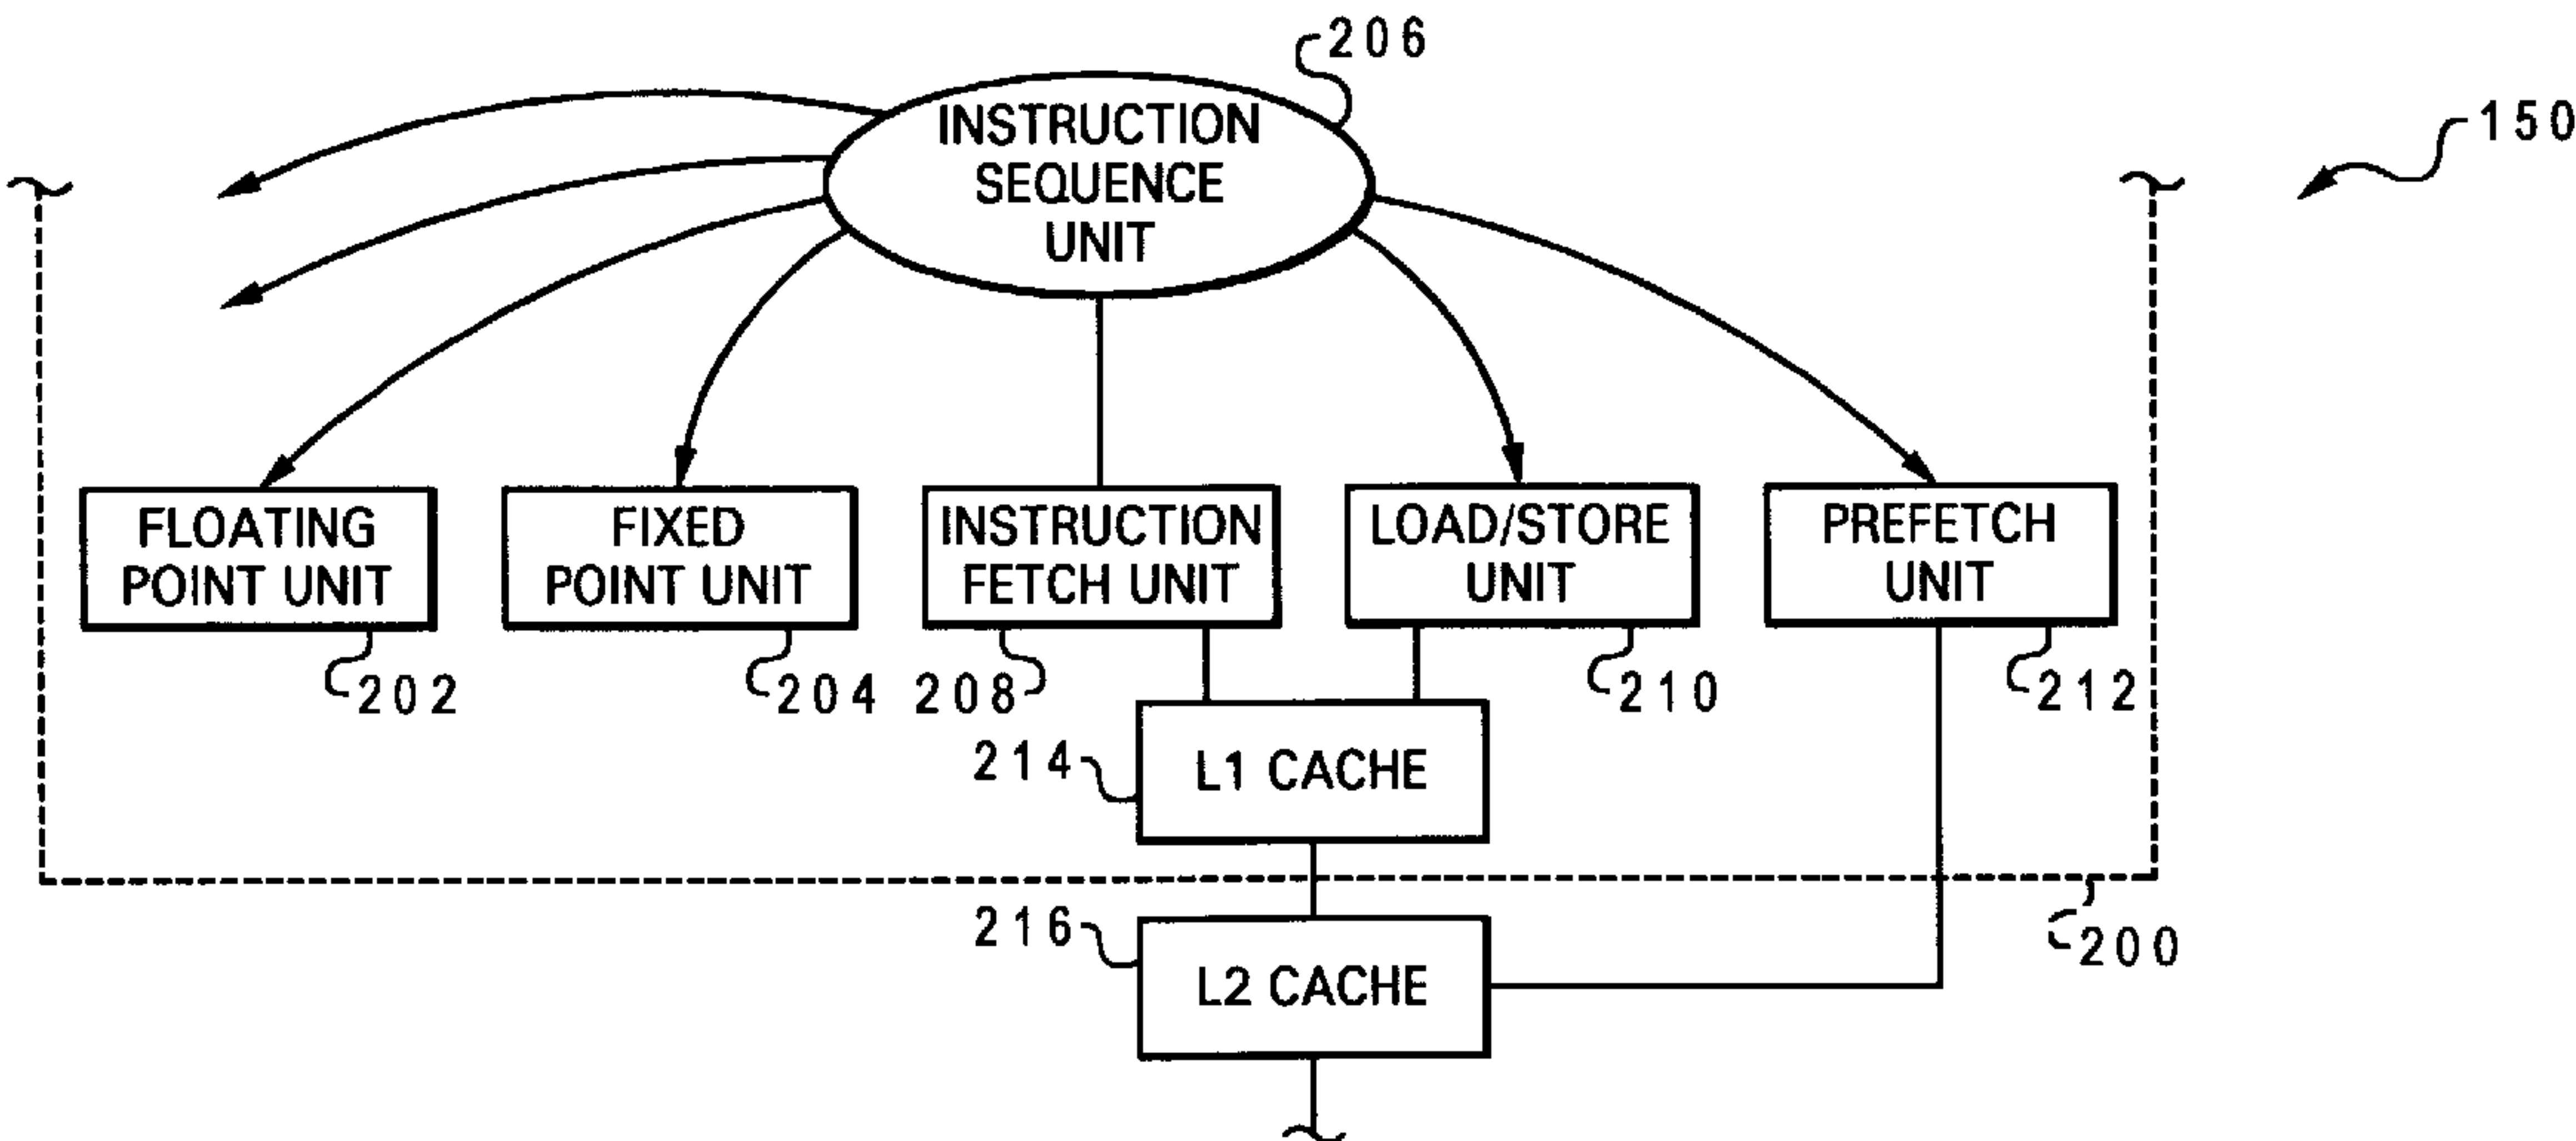 206
INSTRUCTION
SEQUENCE
UNIT
150
FLOATING
POINT UNIT
FIXED
POINT UNIT
INSTRUCTION
FETCH UNIT
LOAD/STORE
UNIT
PREFETCH
UNIT
202
204
208
210
212
214
L1 CACHE
216
L2 CACHE
200